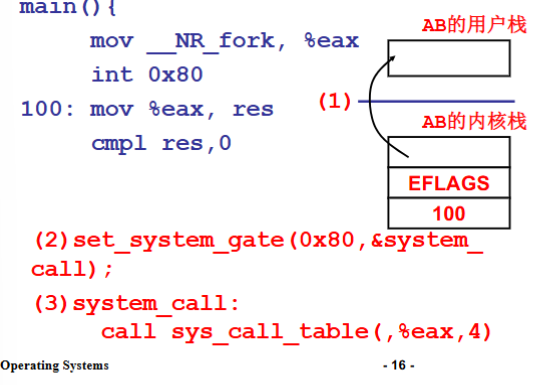 main(){
mov __NR_fork, %eax
int 0x80
100: mov %eax, res
cmpl res,0
AB的用户栈
(1)
AB的内核栈
EFLAGS
100
(2)set_system_gate(0x80,&system_
call);
(3)system_call:
call sys_call_table(,%eax,4)
Operating Systems
- 16 -